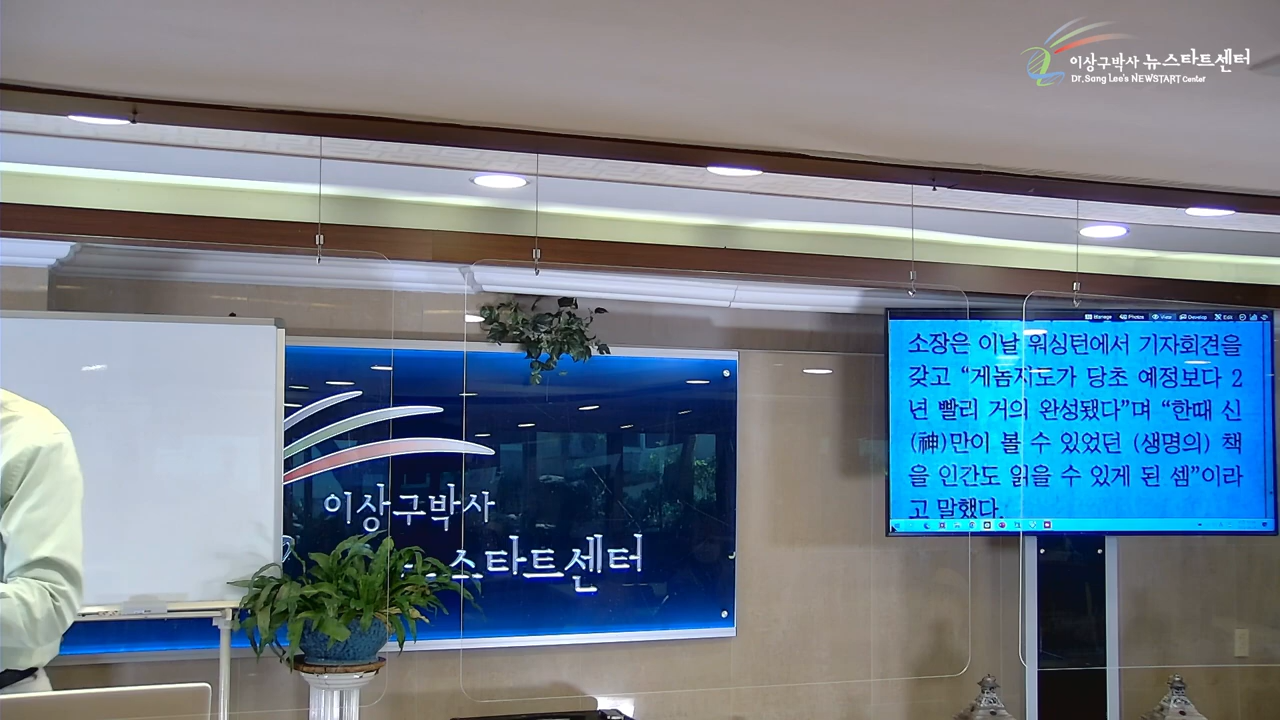 이상구박사 뉴스타트센터
Dr. Sang Lee's NEWSTART Center
Manage Photos View Develop Edit
소장은 이날 워싱턴에서 기자회견을
갖고 “게놈지도가 당초 예정보다 2
년 빨리 거의 완성됐다”며 “한때 신
(神)만이 볼 수 있었던 (생명의) 책
을 인간도 읽을 수 있게 된 셈”이라
고 말했다.
이상구박사
스타트센터